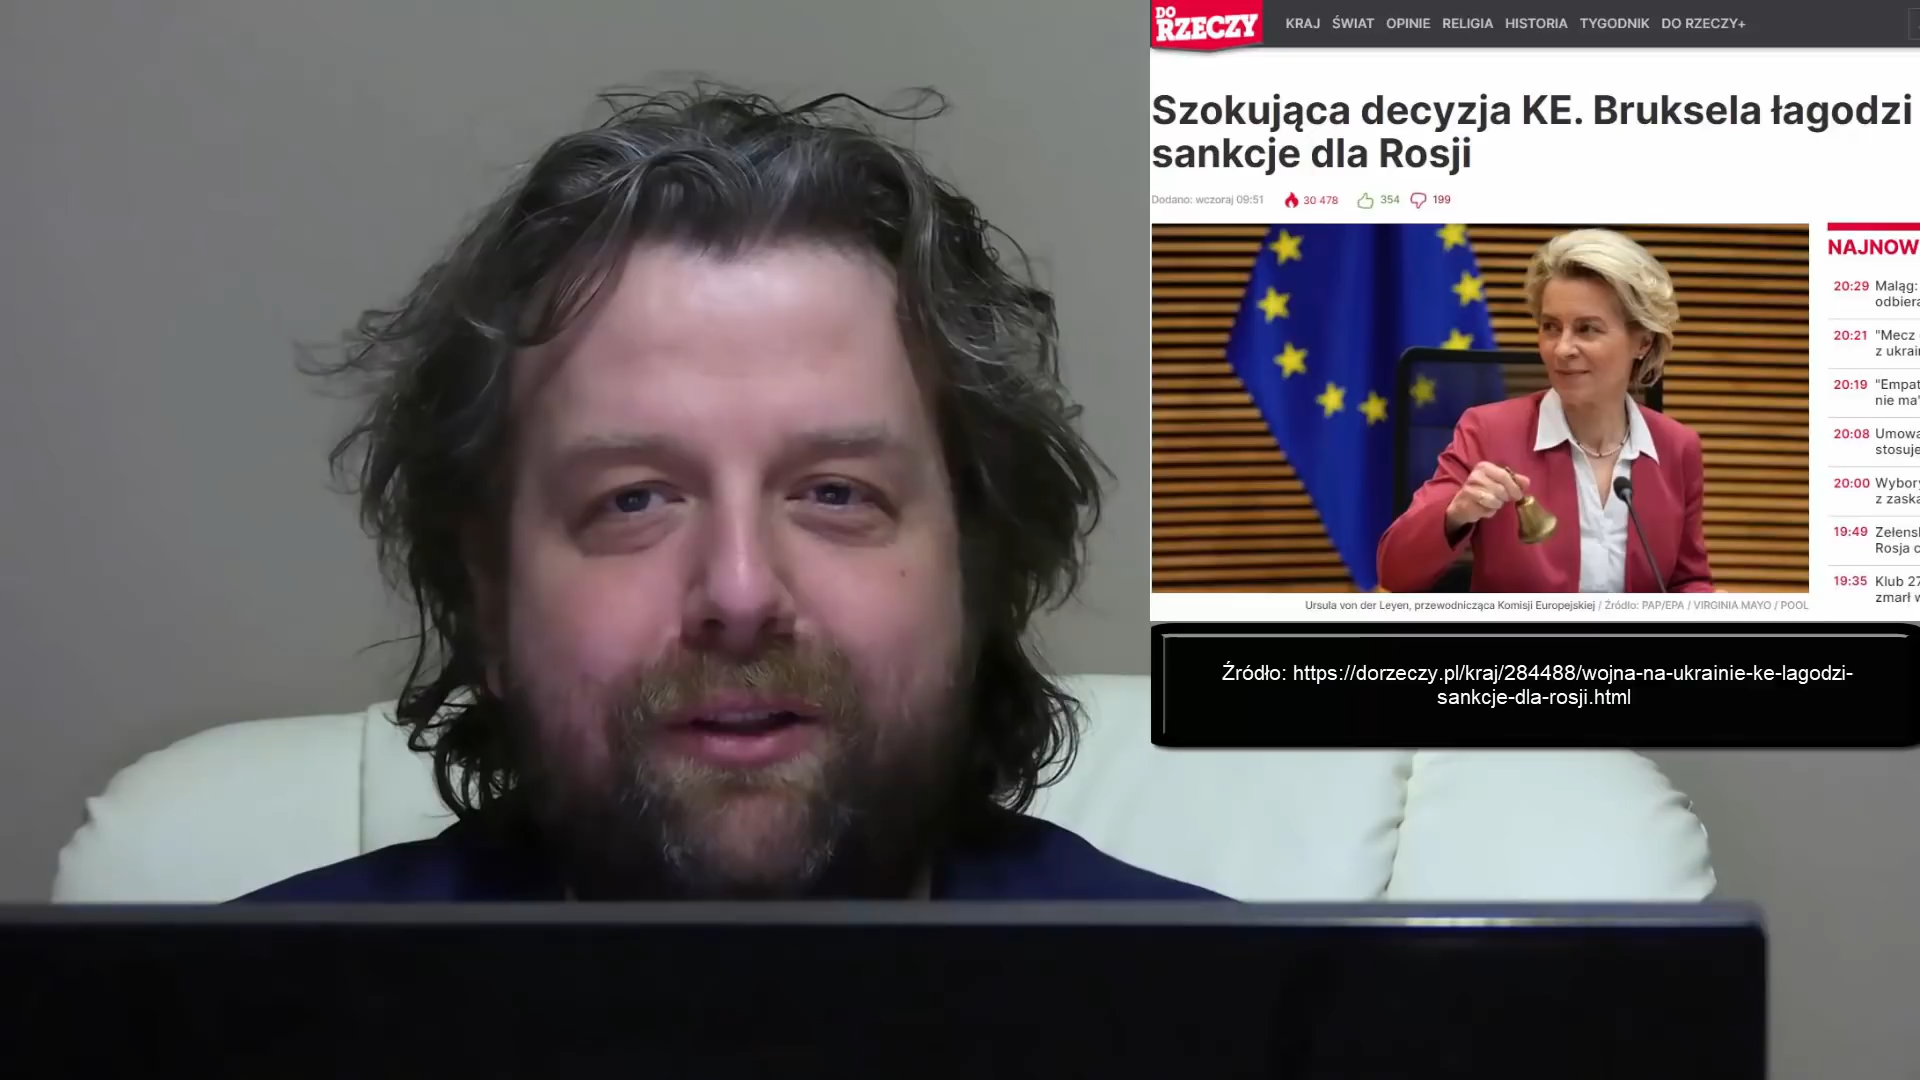 DO
RZECZY
KRAJ ŚWIAT OPINIE RELIGIA HISTORIA TYGODNIK DO RZECZY+
Szokująca decyzja KE. Bruksela łagodzi
sankcje dla Rosji
Dodano: wczoraj 09:51 30 478 354 199
NAJNOW
20:29 Maląg:
odbiera
20:21 "Mecz
z ukrai
20:19 "Empat
nie ma"
20:08 Umowa
stosuje
20:00 Wybory
z zaska
19:49 Zełensk
Rosja
19:35 Klub 27
zmarł w
Ursula von der Leyen, przewodnicząca Komisji Europejskiej / Źródło: PAP/EPA / VIRGINIA MAYO / POOL
Źródło: https://dorzeczy.pl/kraj/284488/wojna-na-ukrainie-ke-lagodzi-
sankcje-dla-rosji.html